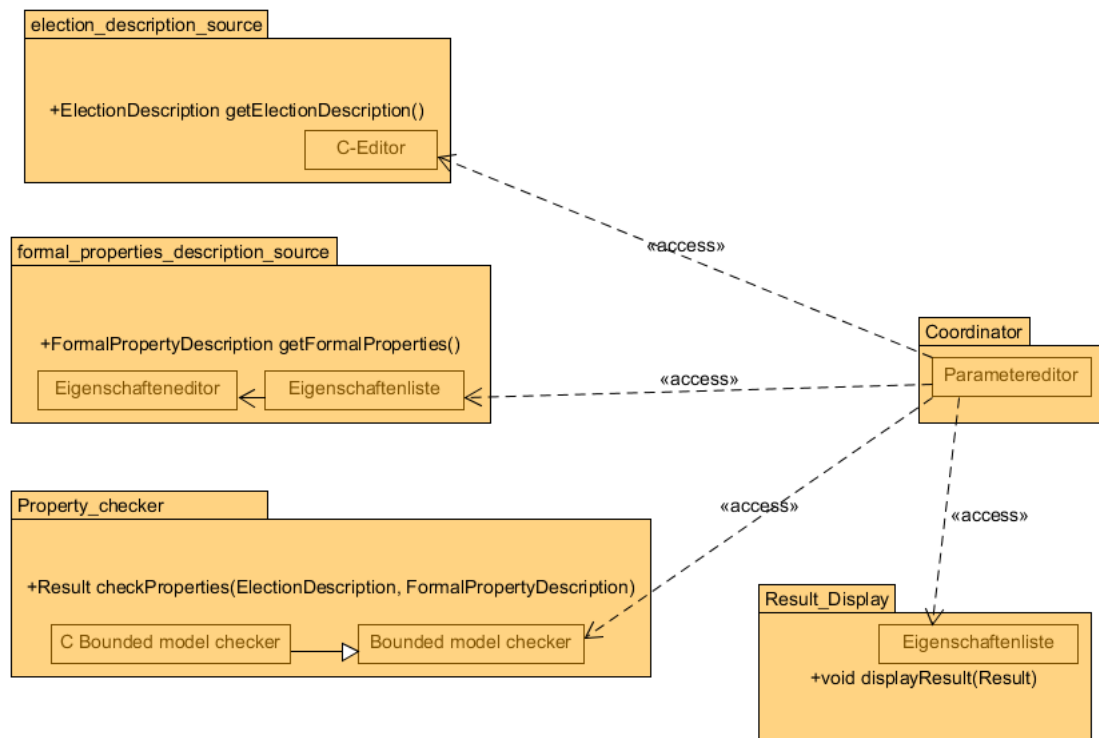 election_description_source
+ElectionDescription getElectionDescription()
C-Editor
«access»
formal_properties_description_source
+FormalPropertyDescription getFormalProperties()
Eigenschafteneditor
Eigenschaftenliste
«access»
Coordinator
Parametereditor
Property_checker
+Result checkProperties(ElectionDescription, FormalPropertyDescription)
C Bounded model checker
Bounded model checker
«access»
«access»
Result_Display
Eigenschaftenliste
+void displayResult(Result)